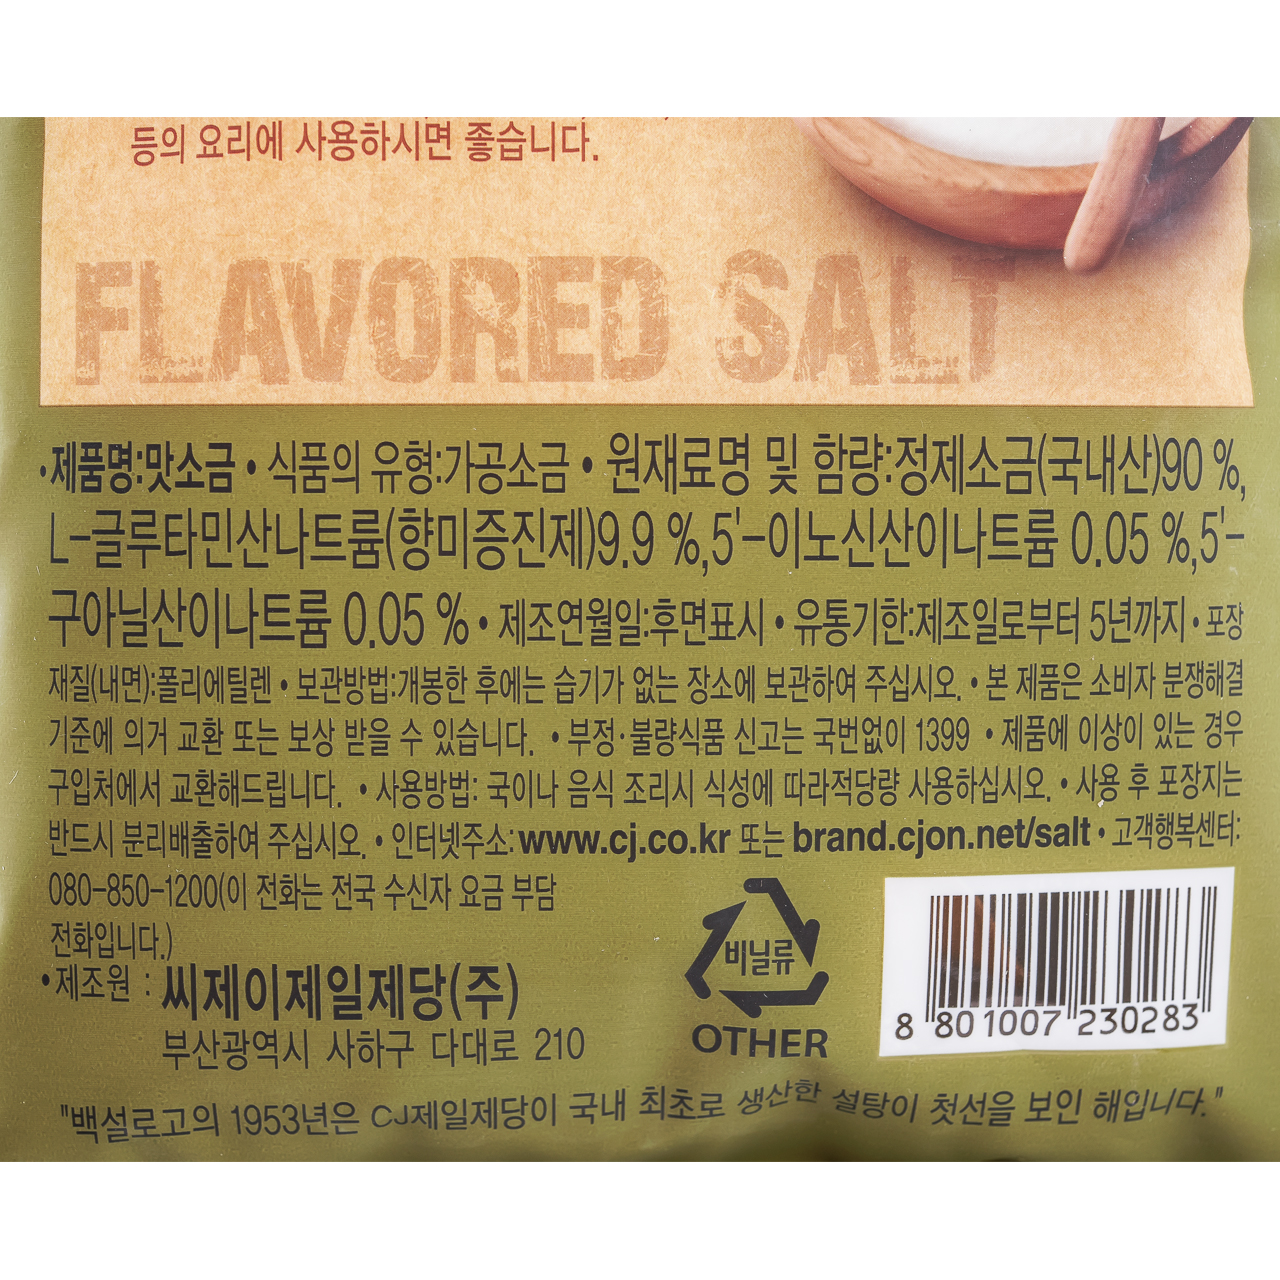 등의 요리에 사용하시면 좋습니다.
FLAVORED SALT
•제품명:맛소금 • 식품의 유형:가공소금 • 원재료명 및 함량:정제소금(국내산)90 %,
L-글루타민산나트륨(향미증진제)9.9 %,5'-이노신산이나트륨 0.05 %,5'-
구아닐산이나트륨 0.05 % • 제조연월일:후면표시 • 유통기한:제조일로부터 5년까지 • 포장
재질(내면):폴리에틸렌 • 보관방법:개봉한 후에는 습기가 없는 장소에 보관하여 주십시오. • 본 제품은 소비자 분쟁해결
기준에 의거 교환 또는 보상 받을 수 있습니다. • 부정·불량식품 신고는 국번없이 1399 • 제품에 이상이 있는 경우
구입처에서 교환해드립니다. • 사용방법: 국이나 음식 조리시 식성에 따라적당량 사용하십시오. • 사용 후 포장지는
반드시 분리배출하여 주십시오. • 인터넷주소:www.cj.co.kr 또는 brand.cjon.net/salt • 고객행복센터:
080-850-1200(이 전화는 전국 수신자 요금 부담
전화입니다.)
•제조원 : 씨제이제일제당(주)
부산광역시 사하구 다대로 210
비닐류
OTHER
8 801007 230283
"백설로고의 1953년은 CJ제일제당이 국내 최초로 생산한 설탕이 첫선을 보인 해입니다."